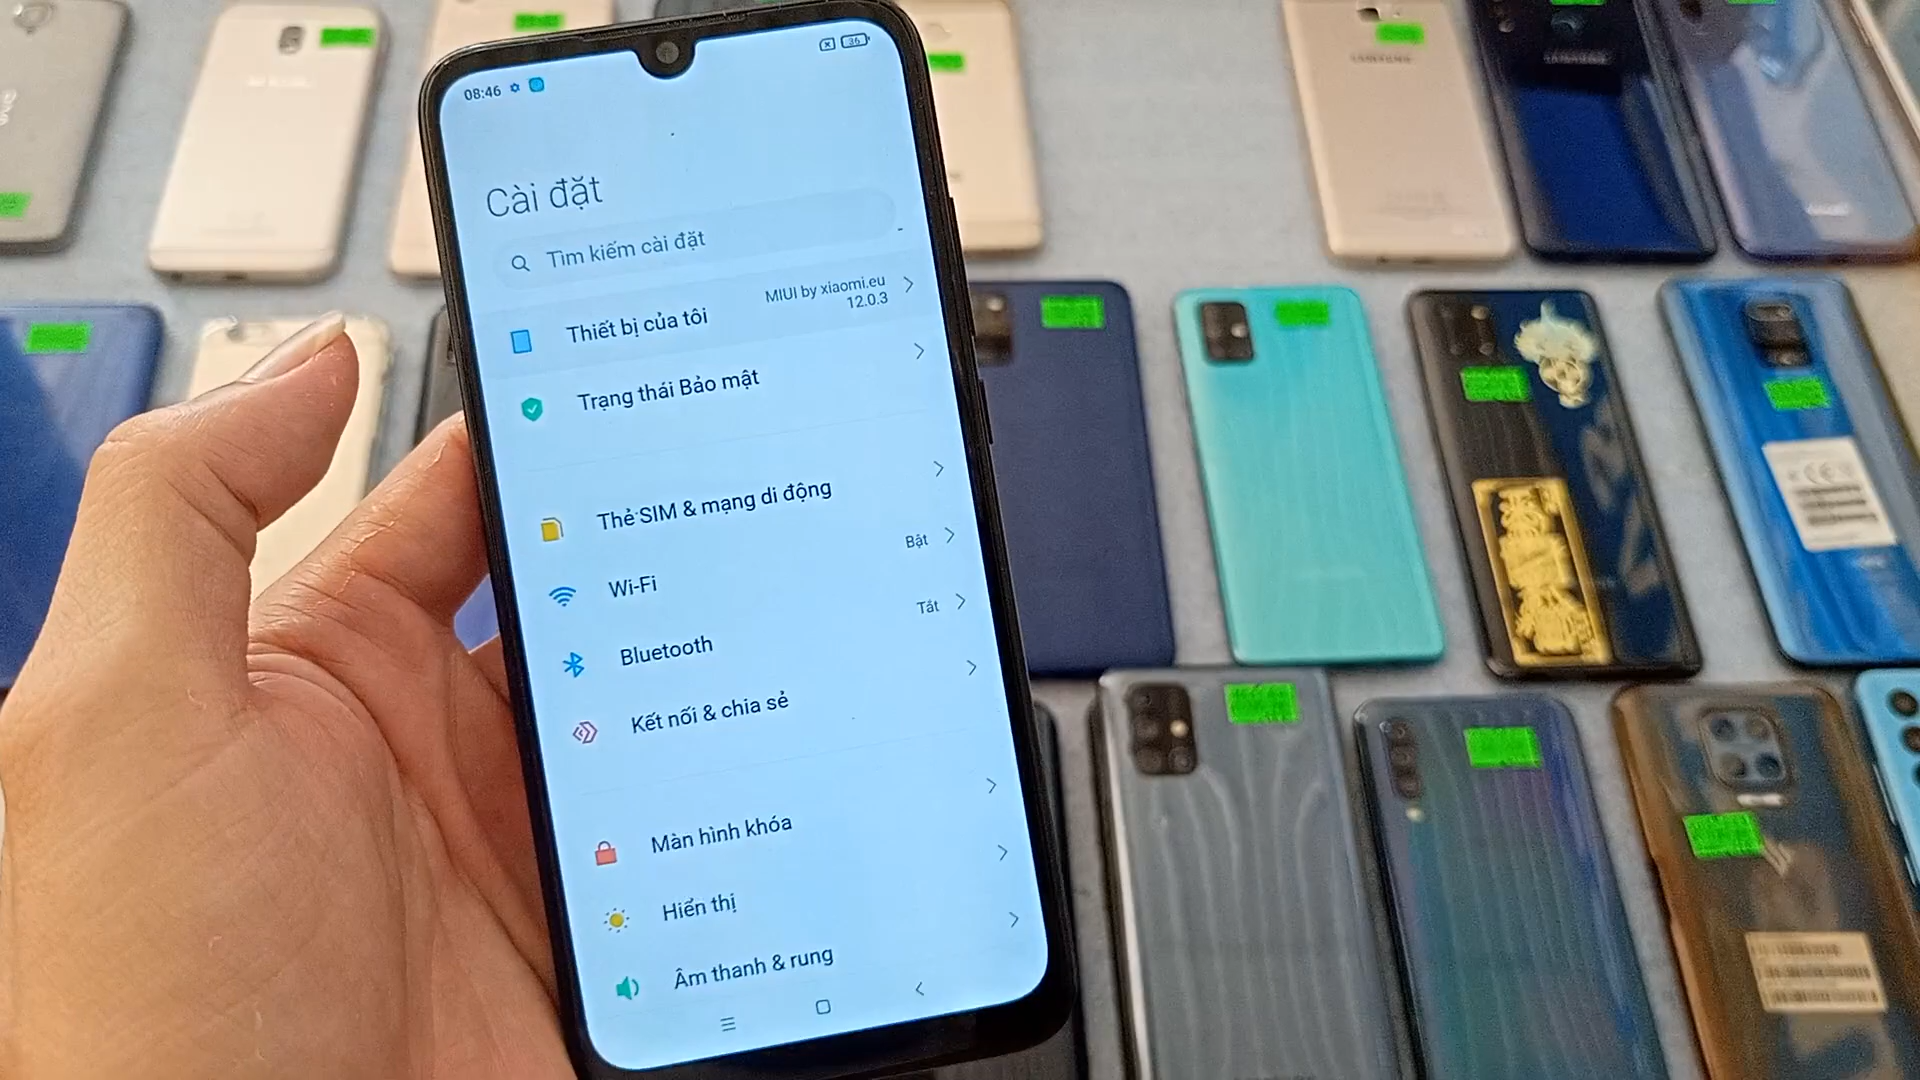 08:46
36
Cài đặt
Tìm kiếm cài đặt
Thiết bị của tôi
MIUI by xiaomi.eu
12.0.3
Trạng thái Bảo mật
Thẻ SIM & mạng di động
Wi-Fi
Bật
Bluetooth
Tắt
Kết nối & chia sẻ
Màn hình khóa
Hiển thị
Âm thanh & rung
SAMSUNG